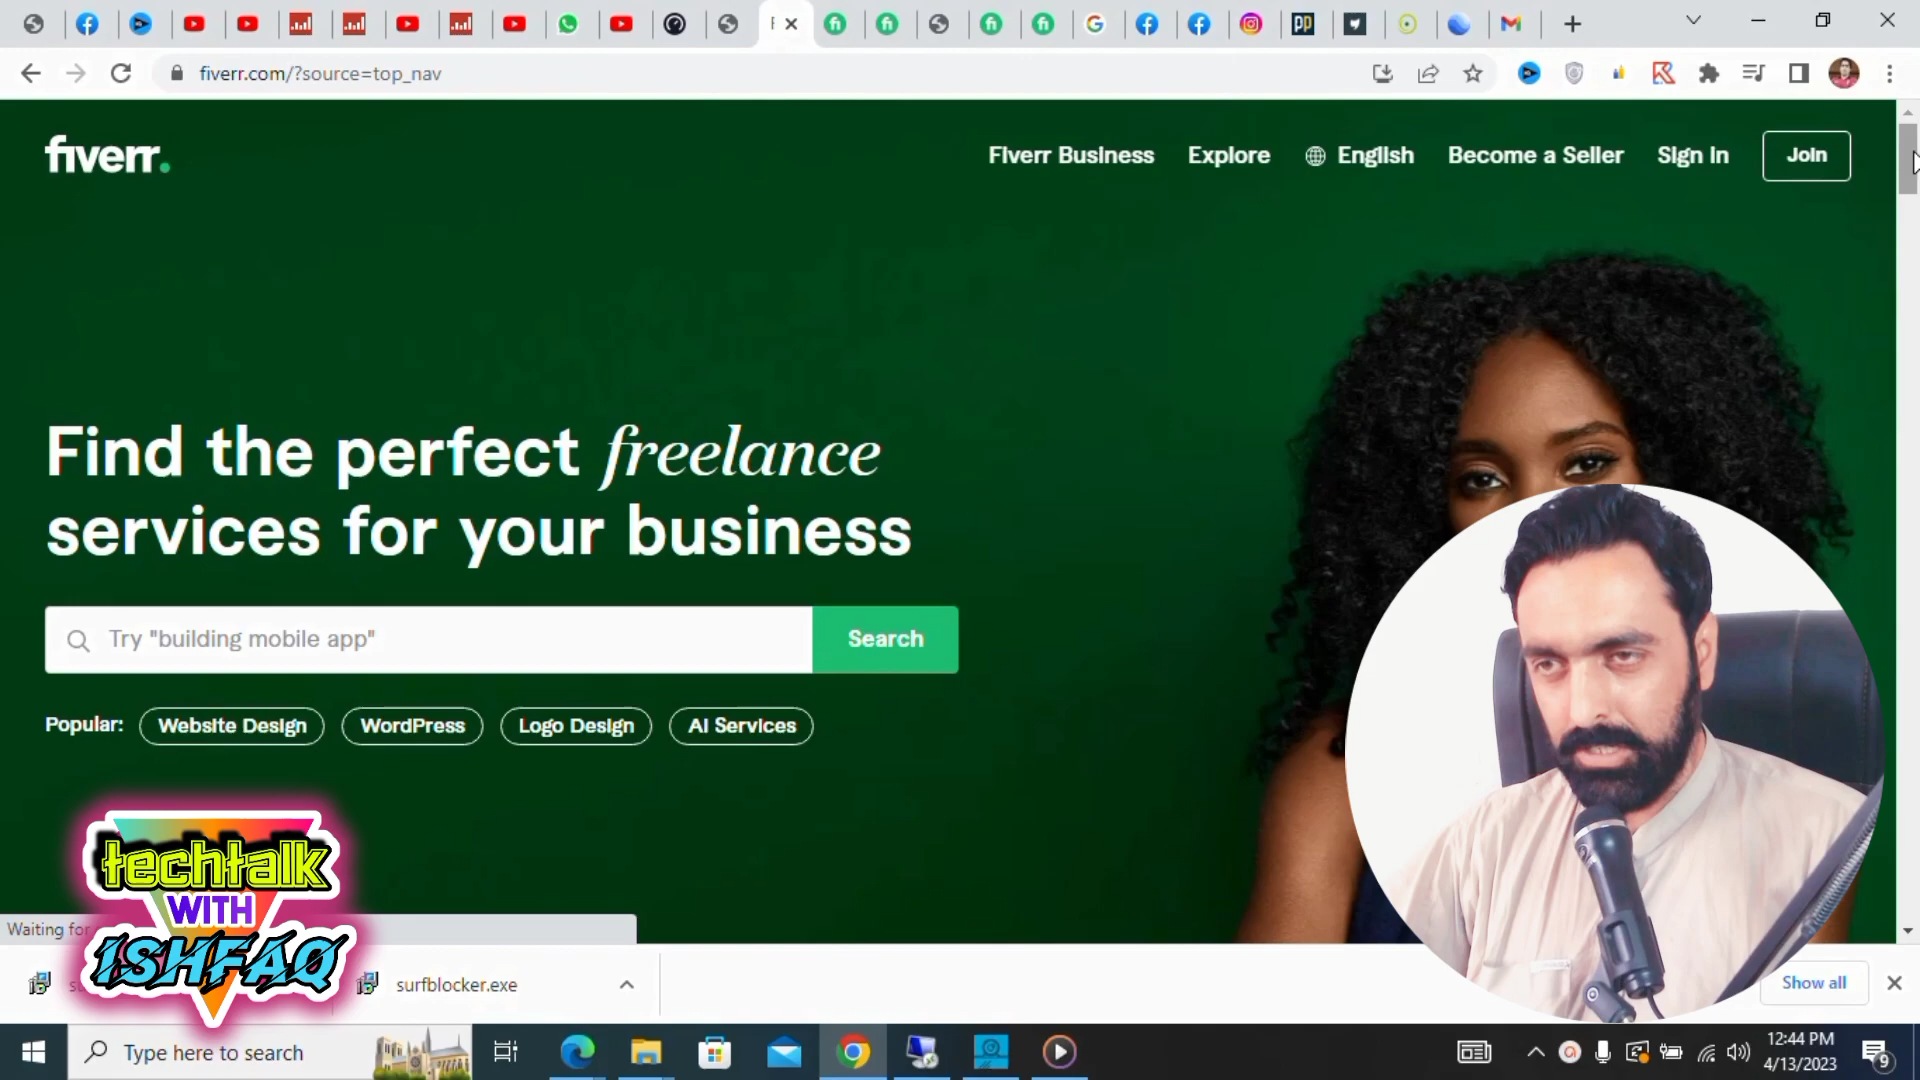 fiverr.com/?source=top_nav
fiverr.
Fiverr Business
Explore
English
Become a Seller
Sign in
Join
Find the perfect freelance
services for your business
Try "building mobile app"
Search
Popular:
Website Design
WordPress
Logo Design
AI Services
techtalk
WITH
ISHFAQ
Waiting for
surfblocker.exe
Show all
Type here to search
12:44 PM
4/13/2023
9